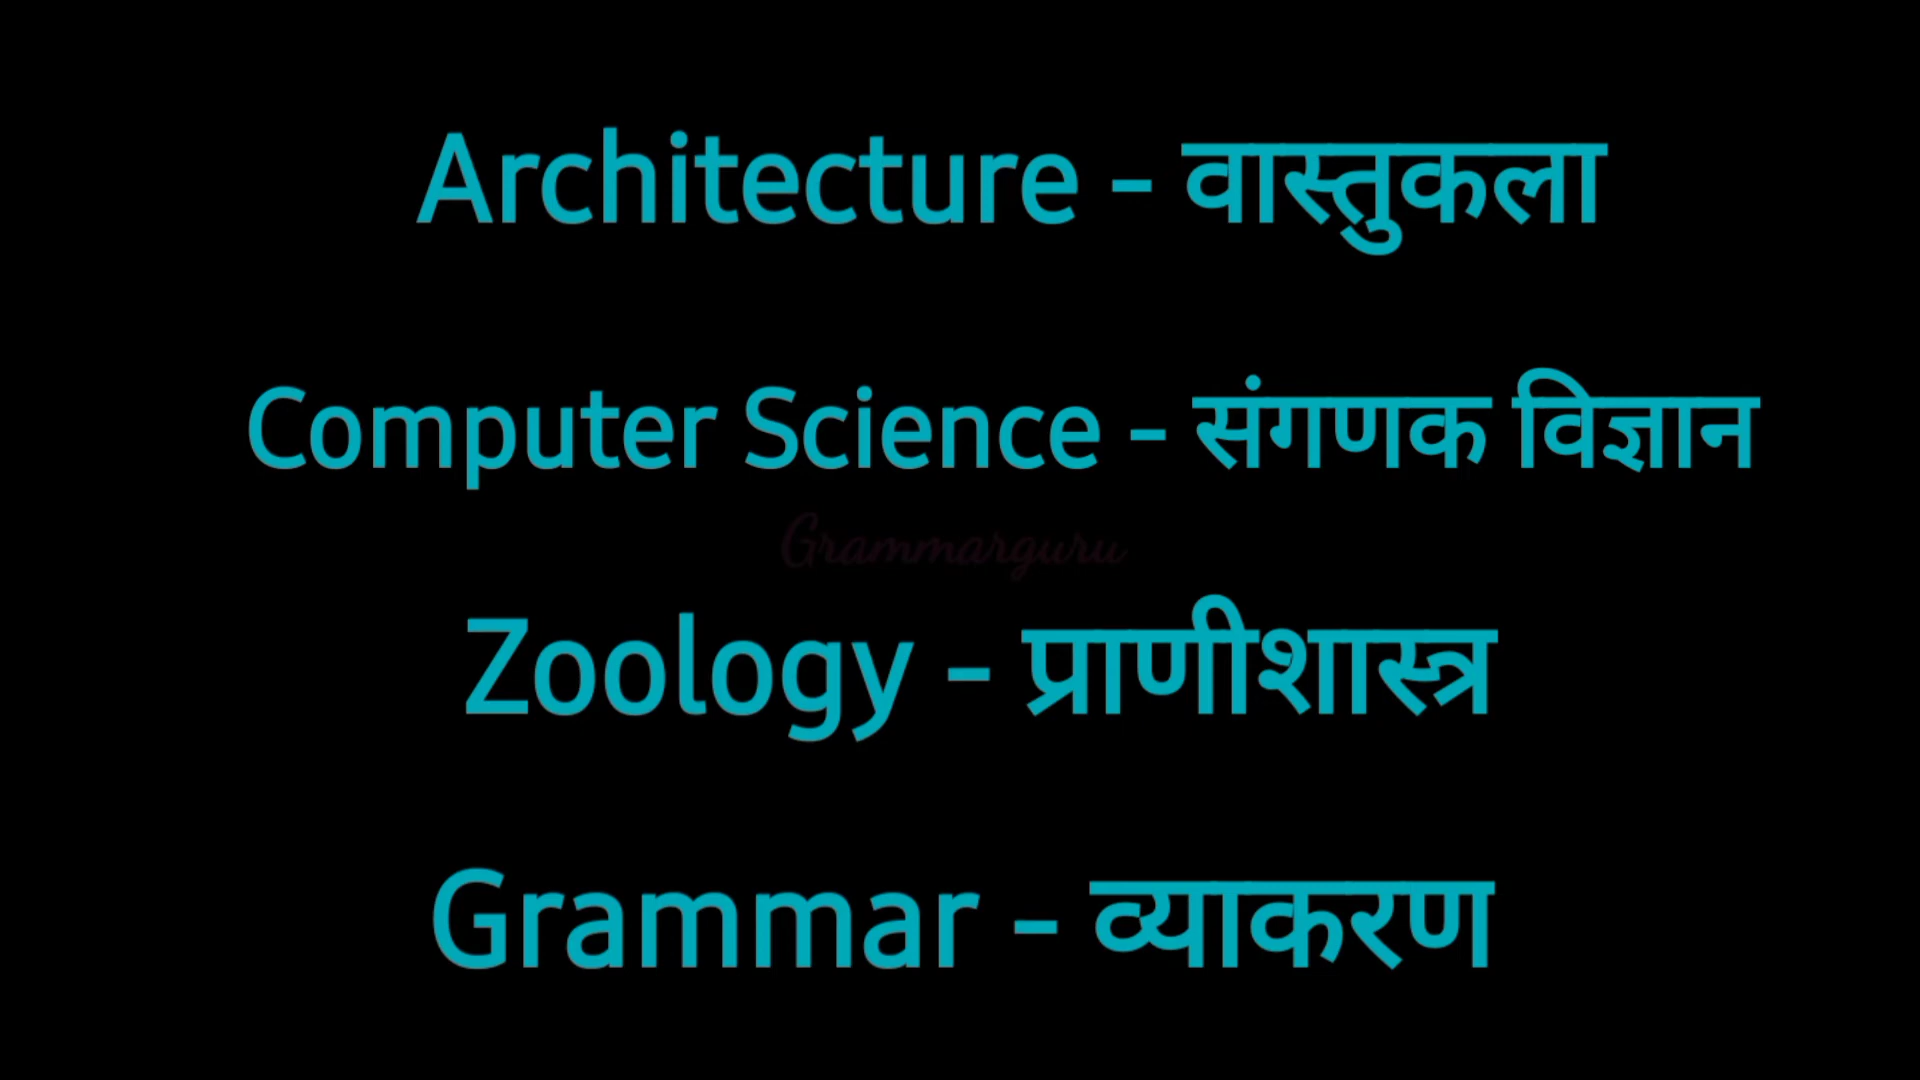 Architecture - वास्तुकला
Computer Science - संगणक विज्ञान
Grammarguru
Zoology - प्राणीशास्त्र
Grammar - व्याकरण